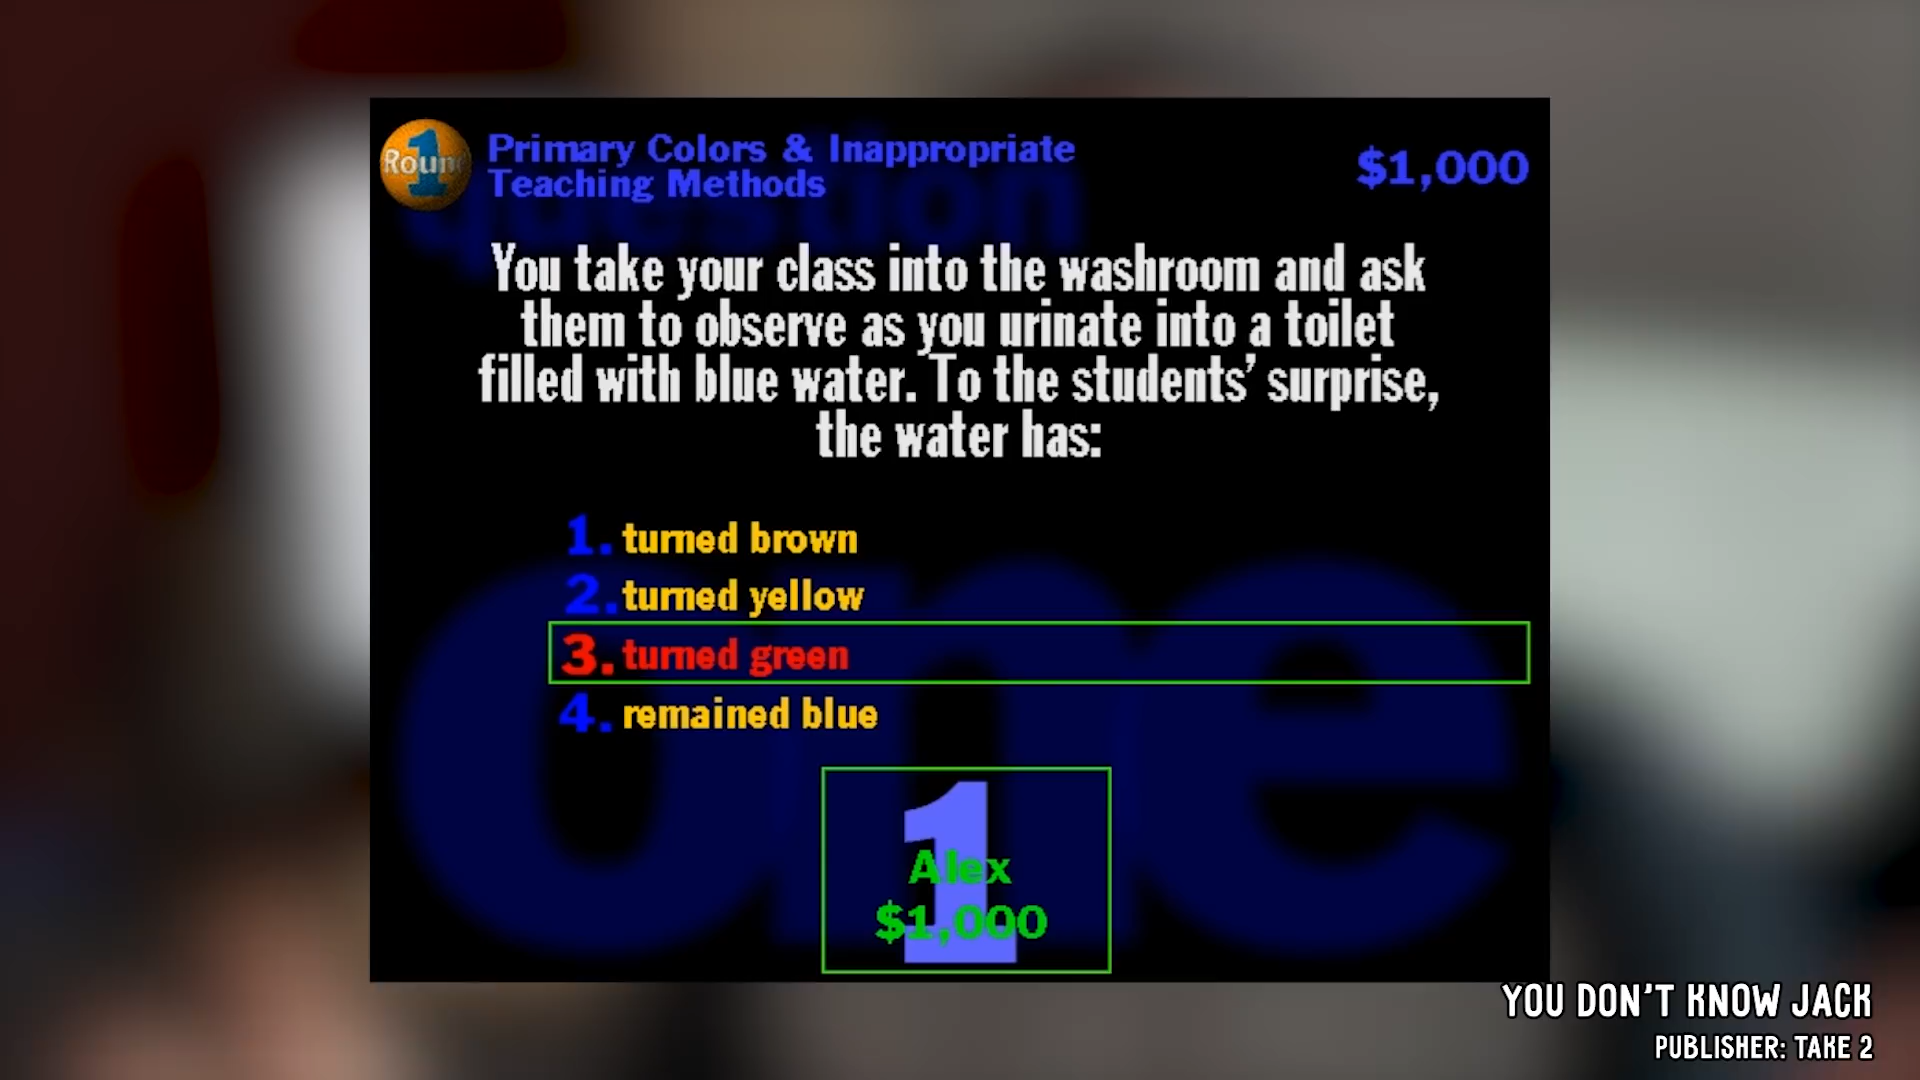 Round 1
Primary Colors & Inappropriate
Teaching Methods
$1,000
question
You take your class into the washroom and ask
them to observe as you urinate into a toilet
filled with blue water. To the students' surprise,
the water has:
1. turned brown
2. turned yellow
3. turned green
4. remained blue
one
1
Alex
$1,000
YOU DON'T KNOW JACK
PUBLISHER: TAKE 2